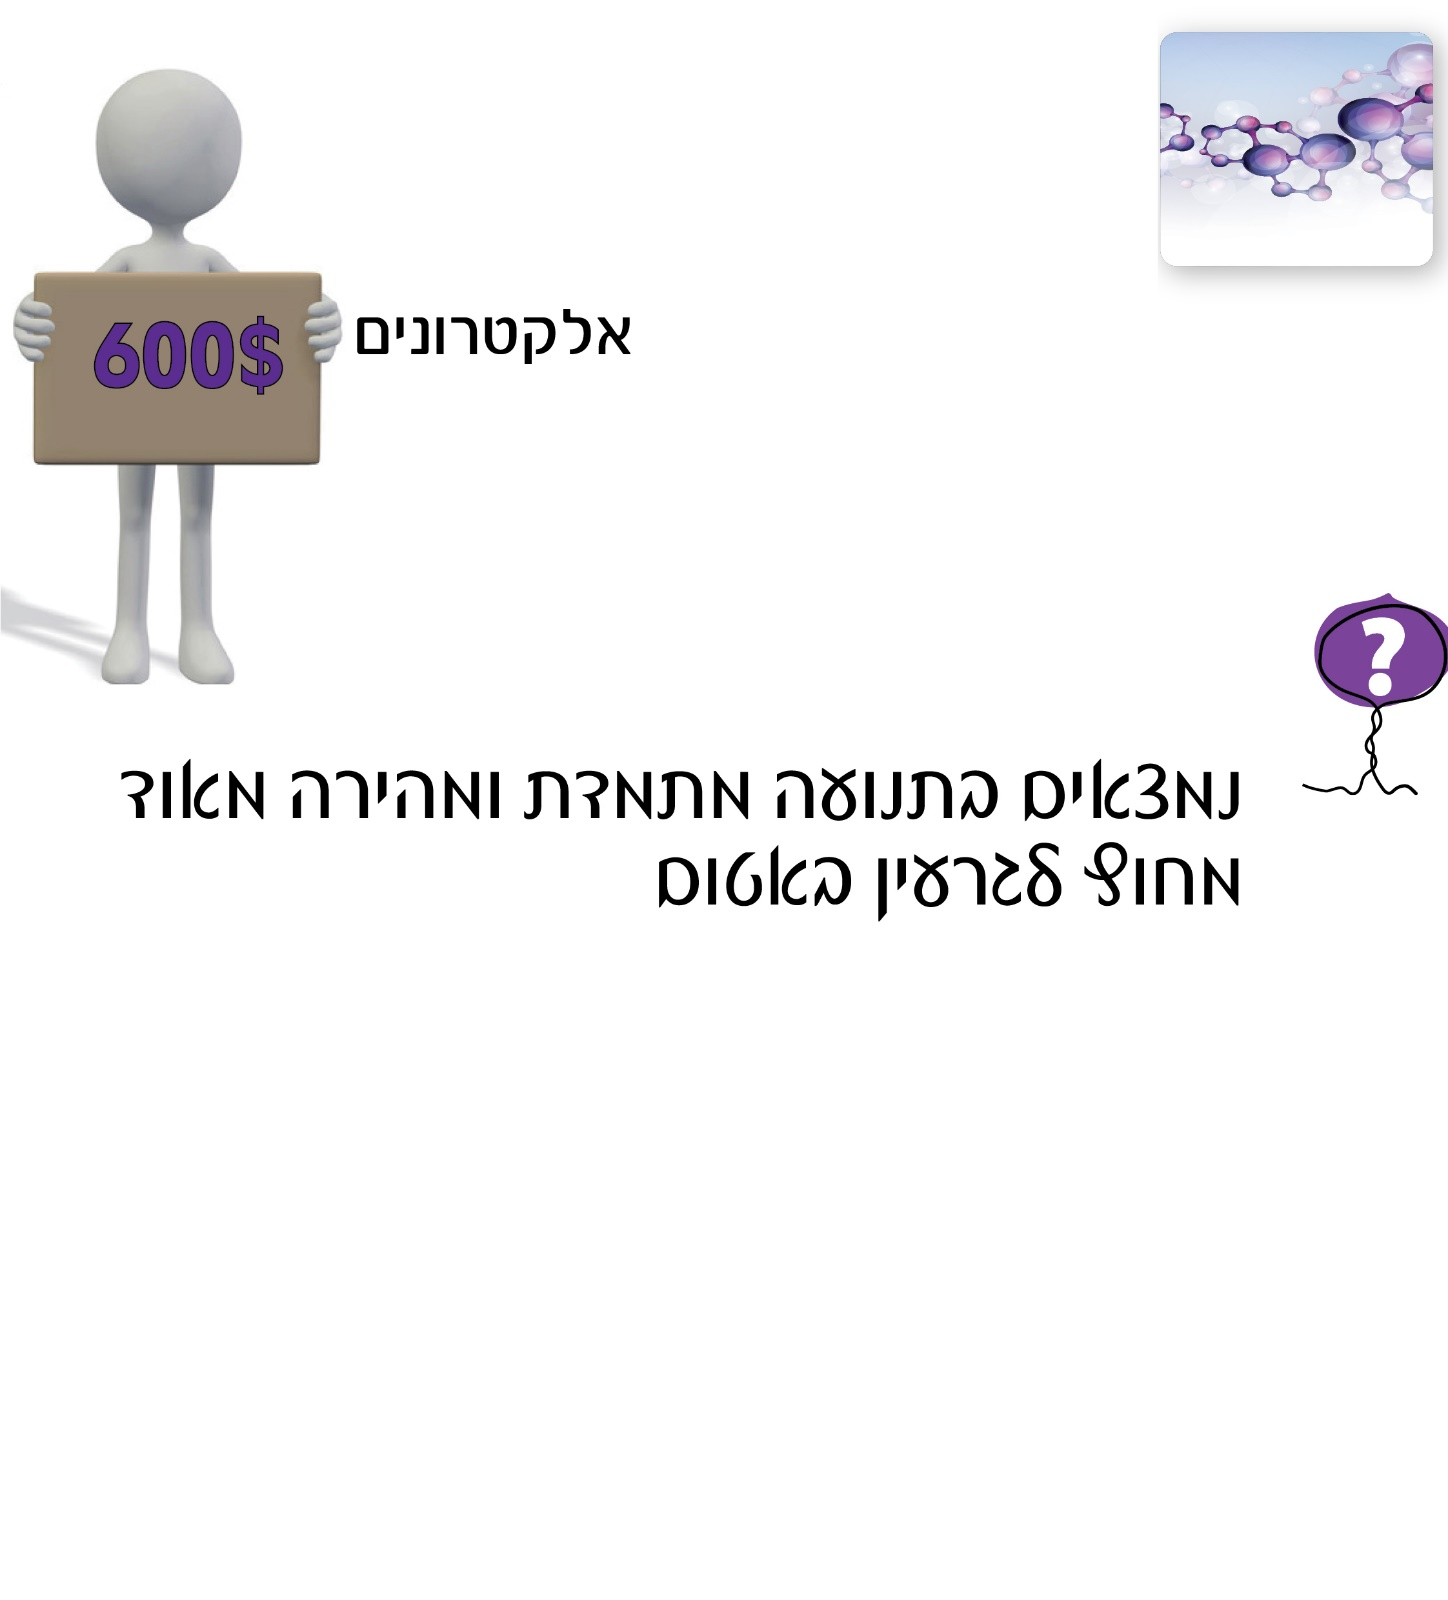 600$
אלקטרונים
?
נמצאים בתנועה מתמדת ומהירה מאוד
מחוץ לגרעין באטום